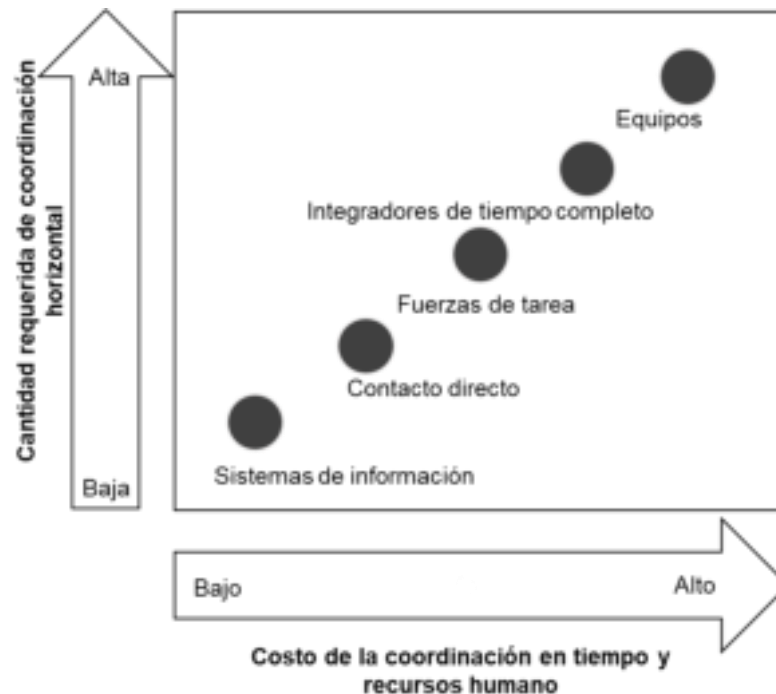 Cantidad requerida de coordinación
horizontal
Alta
Baja
Equipos
Integradores de tiempo completo
Fuerzas de tarea
Contacto directo
Sistemas de información
Bajo
Alto
Costo de la coordinación en tiempo y
recursos humano